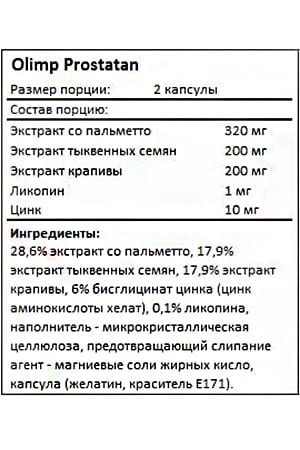 Olimp Prostatan
Размер порции: 2 капсулы
Состав порцию:
Экстракт со пальметто 320 мг
Экстракт тыквенных семян 200 мг
Экстракт крапивы 200 мг
Ликопин 1 мг
Цинк 10 мг
Ингредиенты:
28,6% экстракт со пальметто, 17,9%
экстракт тыквенных семян, 17,9% экстракт
крапивы, 6% бисглицинат цинка (цинк
аминокислоты хелат), 0,1% ликопина,
наполнитель - микрокристаллическая
целлюлоза, предотвращающий слипание
агент - магниевые соли жирных кисло,
капсула (желатин, краситель E171).